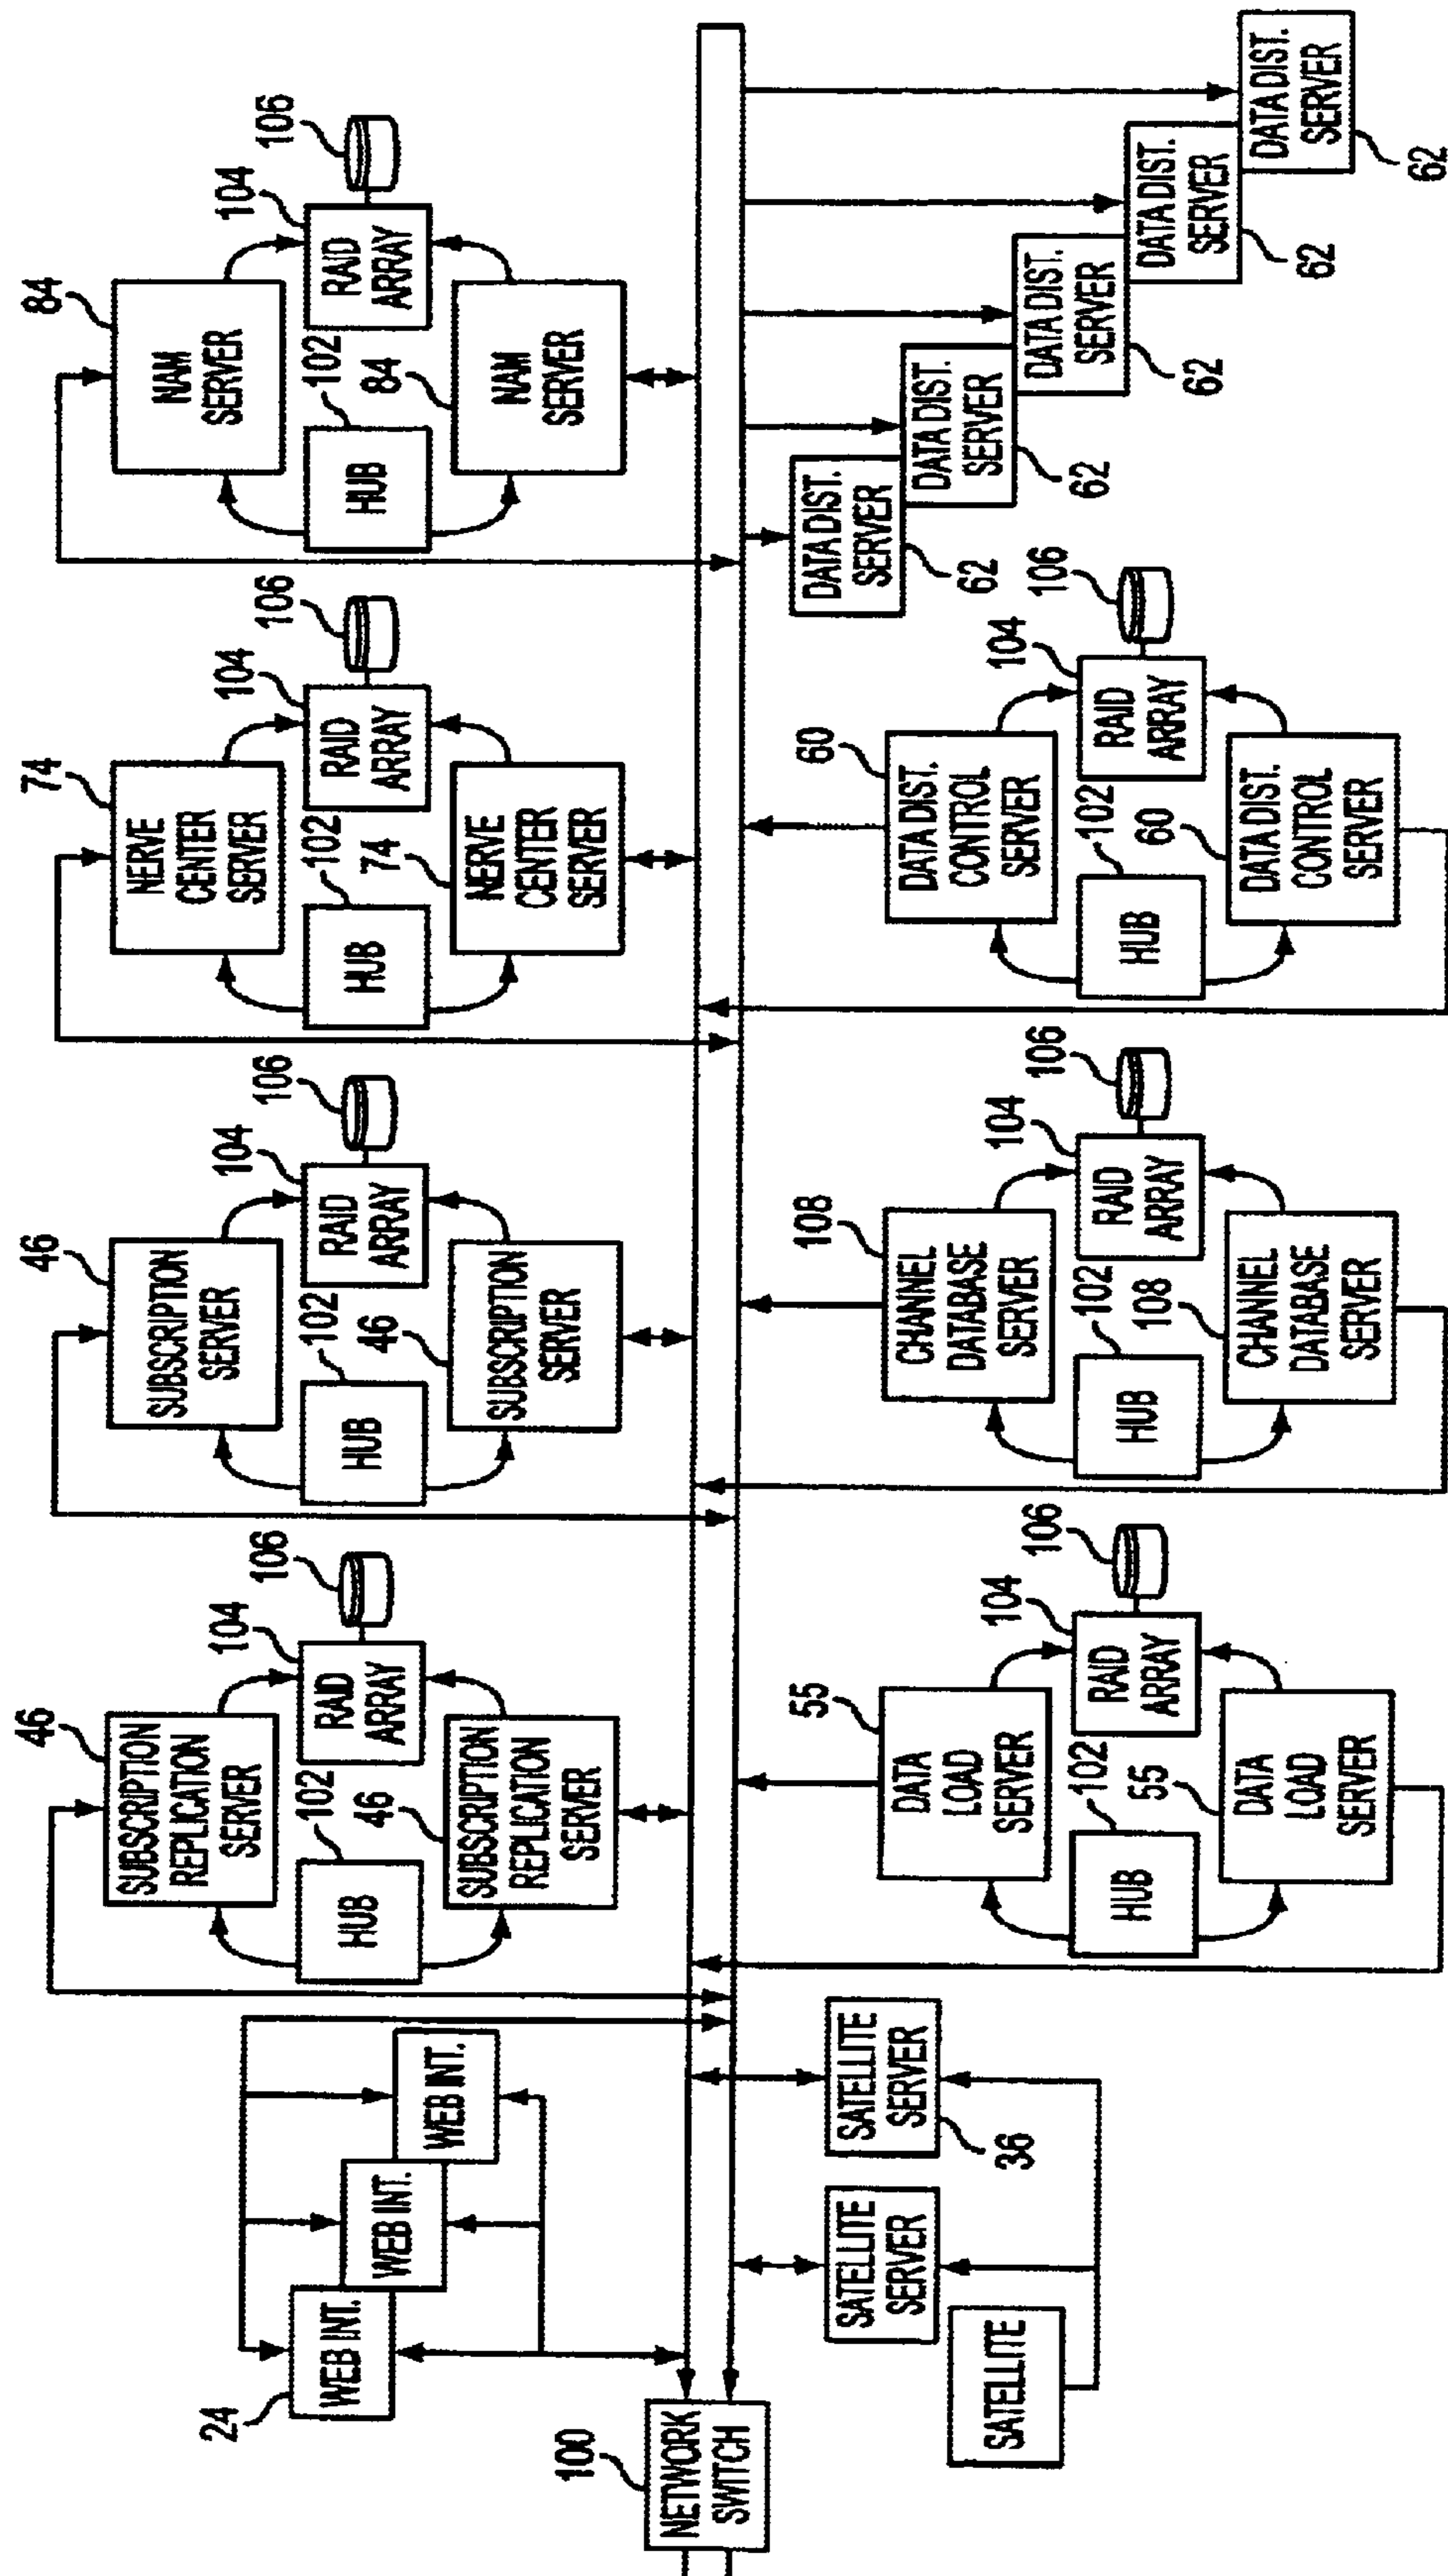 24
WEB INT.
WEB INT.
WEB INT.
46
SUBSCRIPTION
REPLICATION
SERVER
102
HUB
46
SUBSCRIPTION
REPLICATION
SERVER
104
RAID
ARRAY
106
46
SUBSCRIPTION
SERVER
102
HUB
46
SUBSCRIPTION
SERVER
104
RAID
ARRAY
106
74
NERVE
CENTER
SERVER
102
HUB
74
NERVE
CENTER
SERVER
104
RAID
ARRAY
106
84
NAM
SERVER
102
HUB
84
NAM
SERVER
104
RAID
ARRAY
106
100
NETWORK
SWITCH
SATELLITE
SATELLITE
SERVER
SATELLITE
SERVER
36
55
DATA
LOAD
SERVER
102
HUB
55
DATA
LOAD
SERVER
104
RAID
ARRAY
106
108
CHANNEL
DATABASE
SERVER
102
HUB
108
CHANNEL
DATABASE
SERVER
104
RAID
ARRAY
106
60
DATA DIST.
CONTROL
SERVER
102
HUB
60
DATA DIST.
CONTROL
SERVER
104
RAID
ARRAY
106
DATA DIST.
SERVER
62
DATA DIST.
SERVER
62
DATA DIST.
SERVER
62
DATA DIST.
SERVER
62
DATA DIST.
SERVER
62